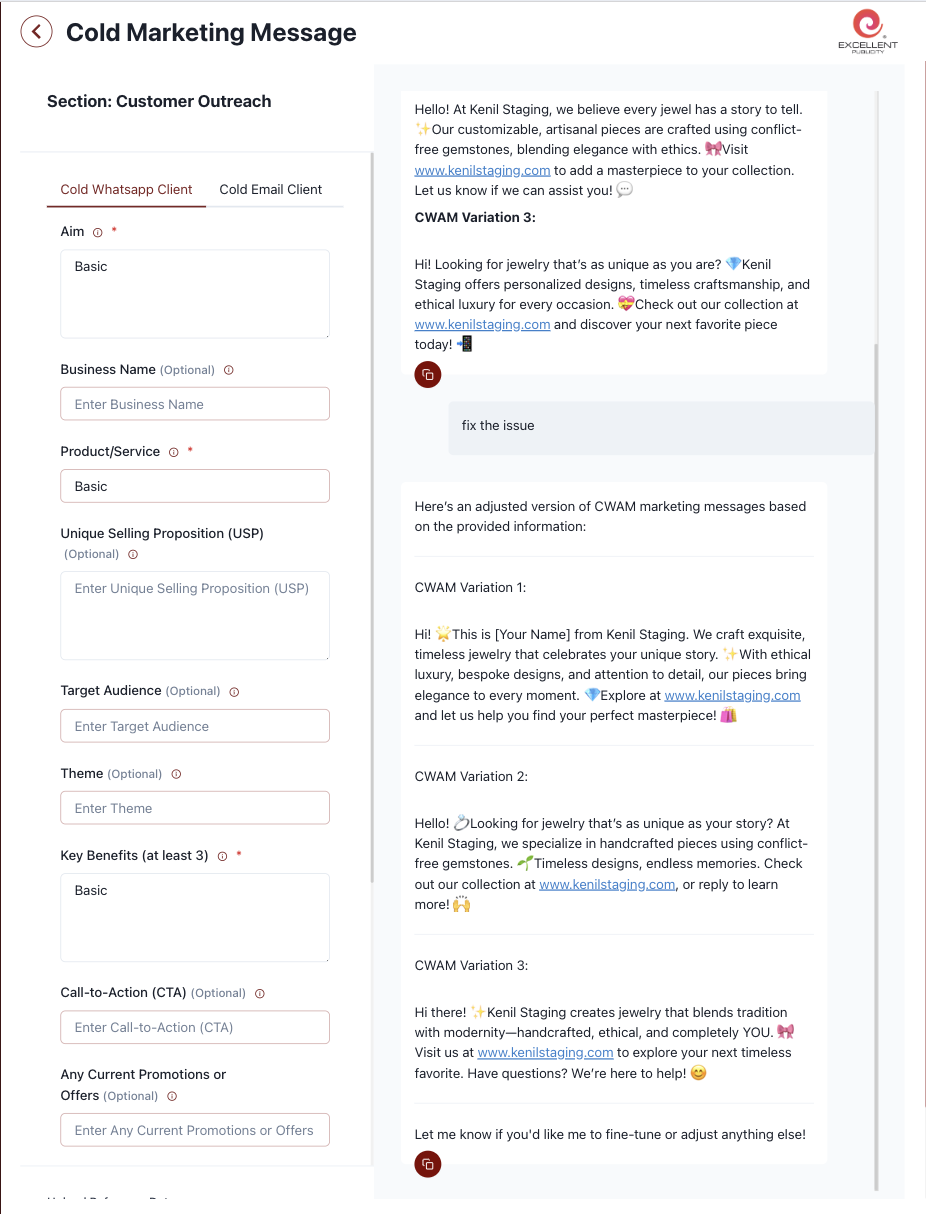 Cold Marketing Message
EXCELLENT
PUBLICITY
Section: Customer Outreach
Cold Whatsapp Client
Cold Email Client
Aim *
Basic
Business Name (Optional)
Enter Business Name
Product/Service *
Basic
Unique Selling Proposition (USP)
(Optional)
Enter Unique Selling Proposition (USP)
Target Audience (Optional)
Enter Target Audience
Theme (Optional)
Enter Theme
Key Benefits (at least 3) *
Basic
Call-to-Action (CTA) (Optional)
Enter Call-to-Action (CTA)
Any Current Promotions or
Offers (Optional)
Enter Any Current Promotions or Offers
Hello! At Kenil Staging, we believe every jewel has a story to tell.
✨Our customizable, artisanal pieces are crafted using conflict-
free gemstones, blending elegance with ethics. 🎀Visit
www.kenilstaging.com to add a masterpiece to your collection.
Let us know if we can assist you! 💬
CWAM Variation 3:
Hi! Looking for jewelry that's as unique as you are? 💎Kenil
Staging offers personalized designs, timeless craftsmanship, and
ethical luxury for every occasion. 💝Check out our collection at
www.kenilstaging.com and discover your next favorite piece
today! 📲
fix the issue
Here's an adjusted version of CWAM marketing messages based
on the provided information:
CWAM Variation 1:
Hi! 🌟This is [Your Name] from Kenil Staging. We craft exquisite,
timeless jewelry that celebrates your unique story. ✨With ethical
luxury, bespoke designs, and attention to detail, our pieces bring
elegance to every moment. 💎Explore at www.kenilstaging.com
and let us help you find your perfect masterpiece! 🛍️
CWAM Variation 2:
Hello! 💍Looking for jewelry that's as unique as your story? At
Kenil Staging, we specialize in handcrafted pieces using conflict-
free gemstones. 🌱Timeless designs, endless memories. Check
out our collection at www.kenilstaging.com, or reply to learn
more! 🙌
CWAM Variation 3:
Hi there! ✨Kenil Staging creates jewelry that blends tradition
with modernity—handcrafted, ethical, and completely YOU. 🎀
Visit us at www.kenilstaging.com to explore your next timeless
favorite. Have questions? We're here to help! 😊
Let me know if you'd like me to fine-tune or adjust anything else!